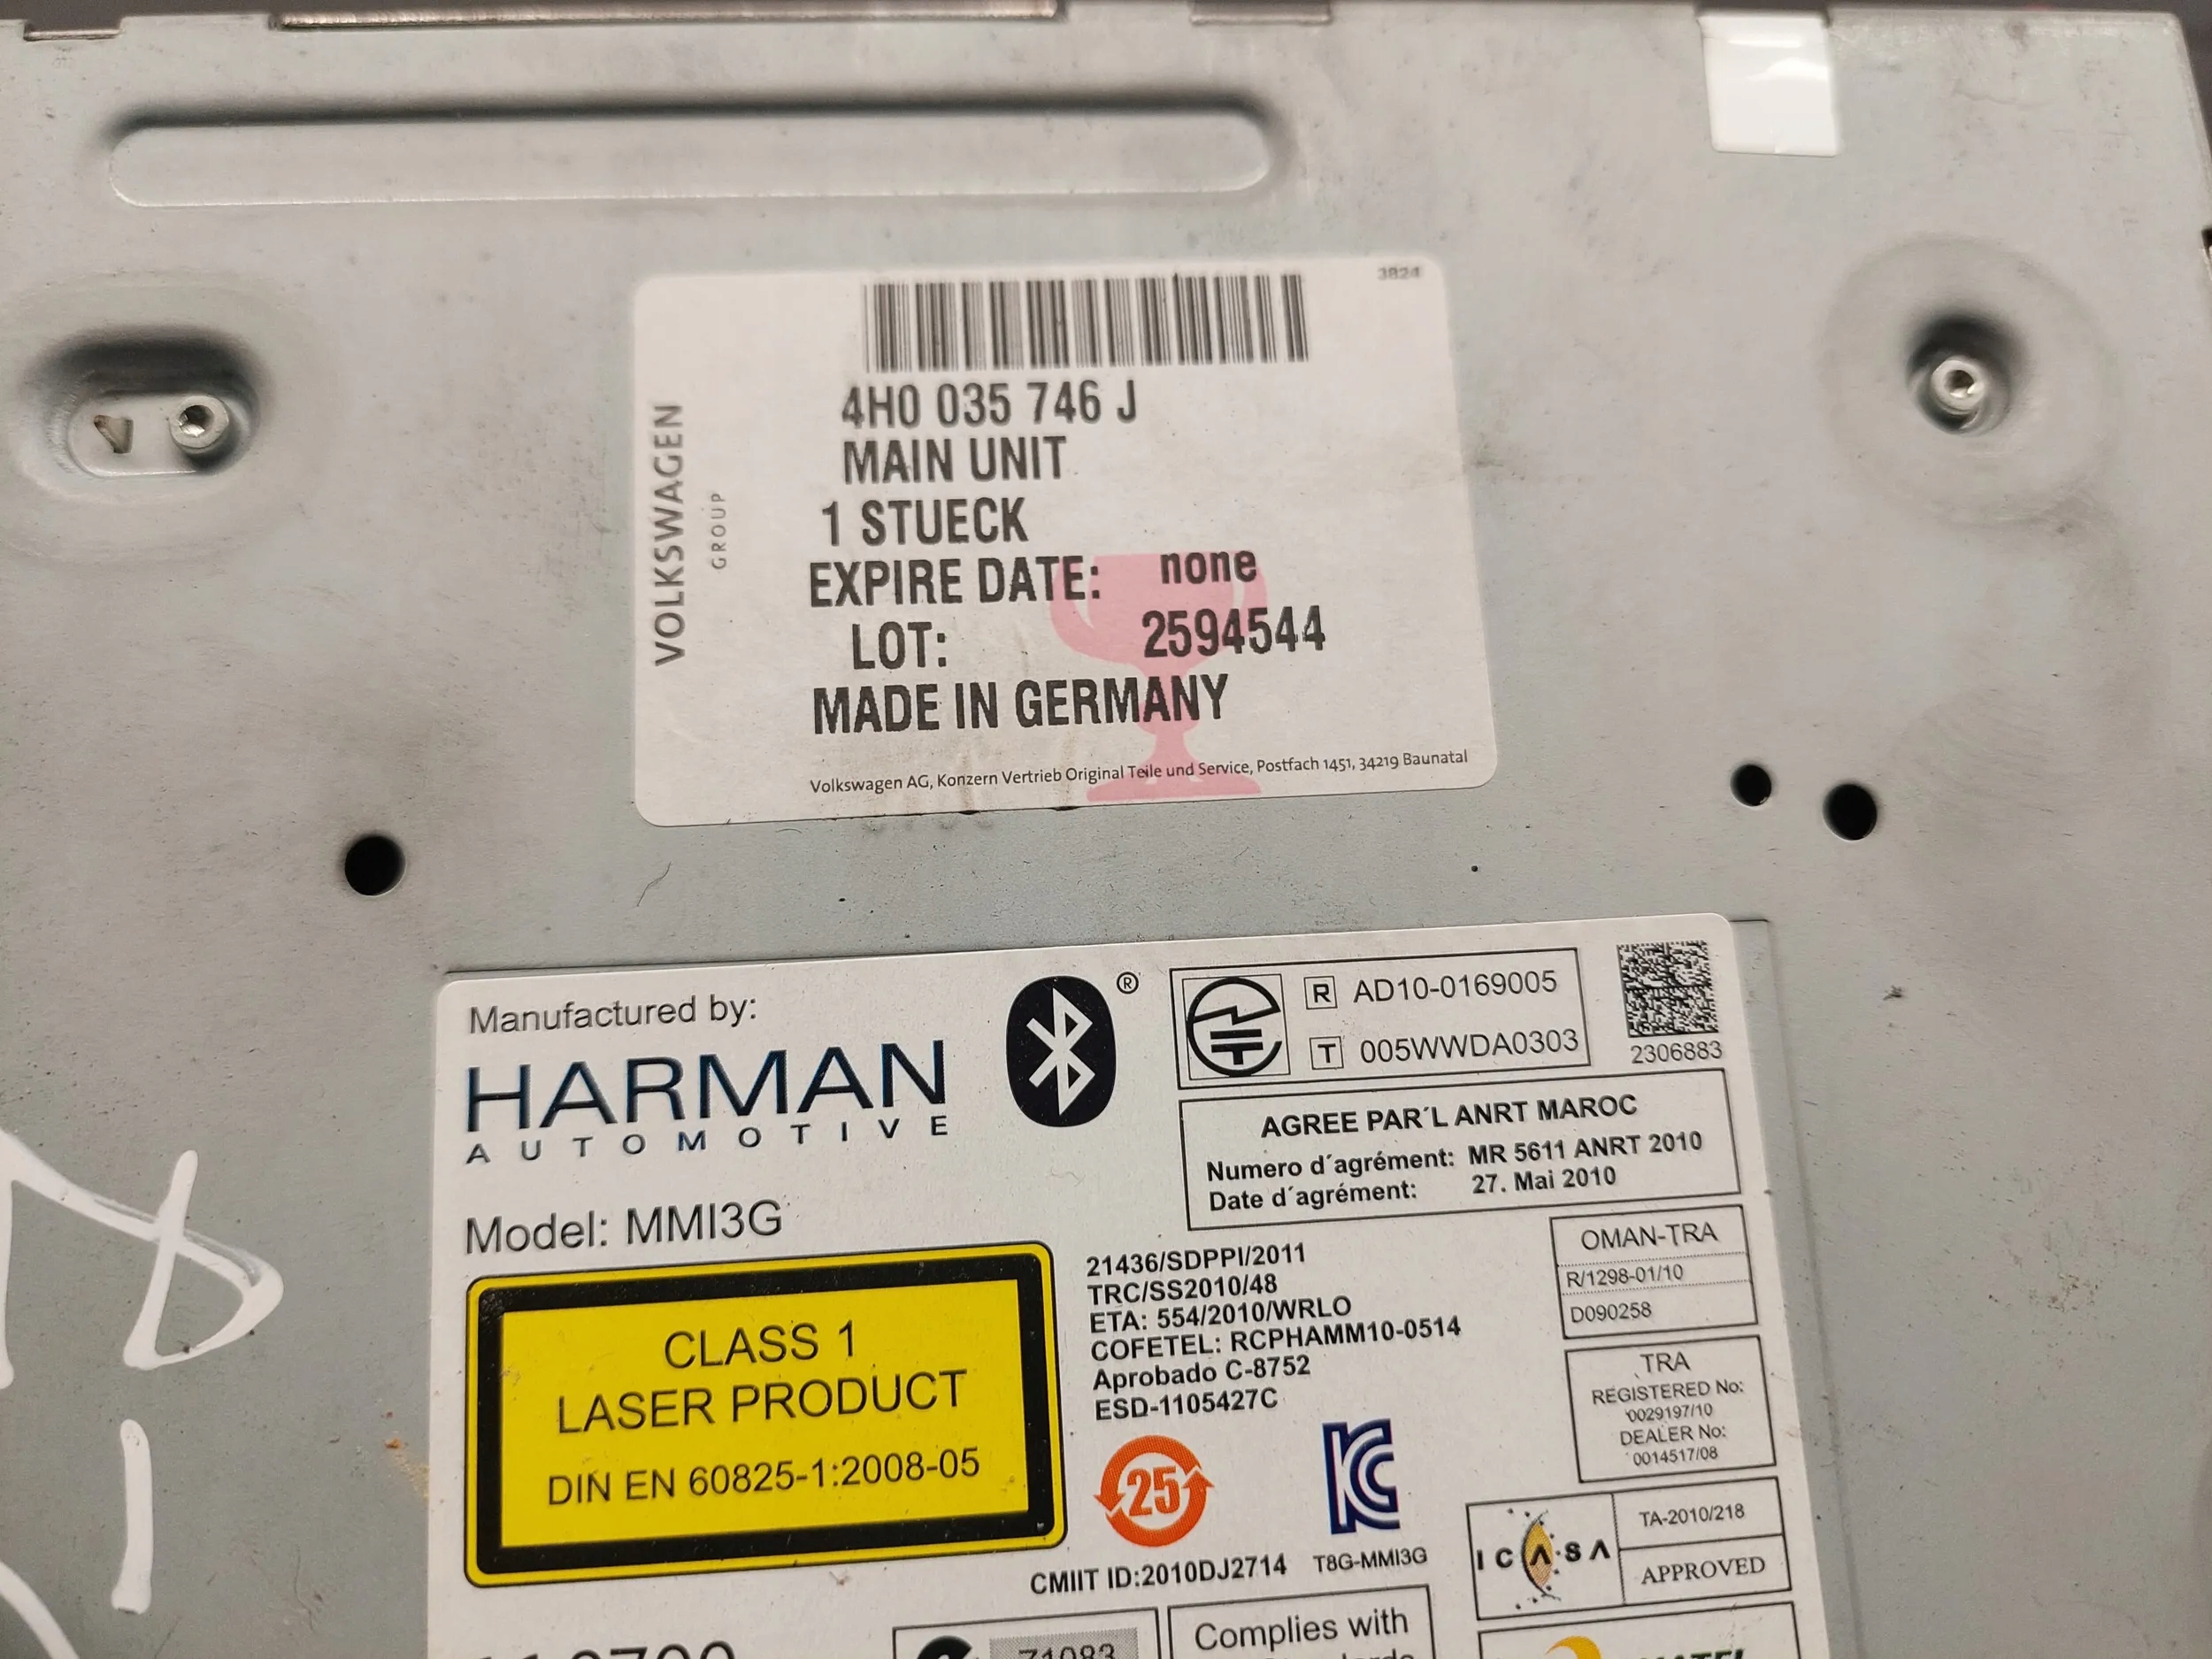 3824
VOLKSWAGEN
GROUP
4H0 035 746 J
MAIN UNIT
1 STUECK
EXPIRE DATE: none
LOT: 2594544
MADE IN GERMANY
Volkswagen AG, Konzern Vertrieb Original Teile und Service, Postfach 1451, 34219 Baunatal
Manufactured by:
HARMAN
AUTOMOTIVE
®
R AD10-0169005
T 005WWDA0303
2306883
AGREE PAR´L ANRT MAROC
Numero d´agrément: MR 5611 ANRT 2010
Date d´agrément: 27. Mai 2010
Model: MMI3G
CLASS 1
LASER PRODUCT
DIN EN 60825-1:2008-05
21436/SDPPI/2011
TRC/SS2010/48
ETA: 554/2010/WRLO
COFETEL: RCPHAMM10-0514
Aprobado C-8752
ESD-1105427C
OMAN-TRA
R/1298-01/10
D090258
TRA
REGISTERED No:
0029197/10
DEALER No:
0014517/08
25
KC
CMIIT ID:2010DJ2714
T8G-MMI3G
ICASA
TA-2010/218
APPROVED
Complies with